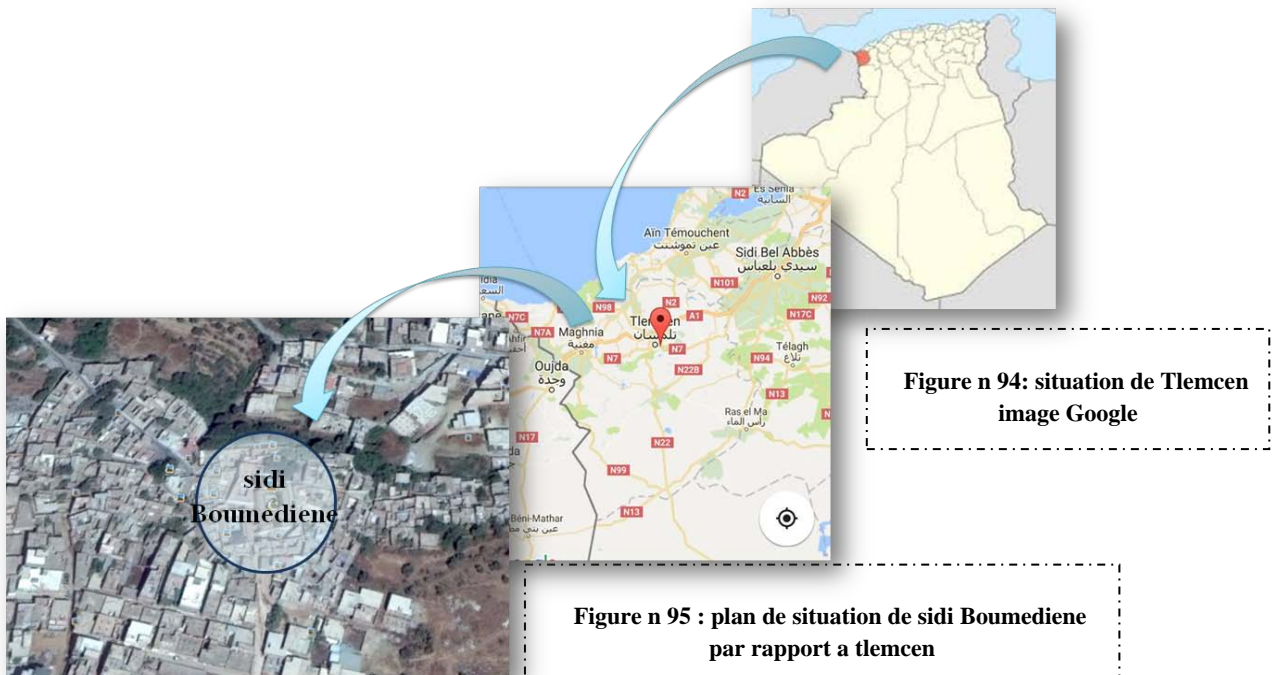 N2
Es Senia
السانية
Aïn Témouchent
عين تموشنت
Sidi Bel Abbès
سيدي بلعباس
N101
N92
N98
N2
A1
N17C
N7C
N7A
Maghnia
مغنية
Tlemcen
تلمسان
N7
N7
Télagh
تلاغ
N94
Oujda
وجدة
N22B
N13
Ras el Ma
رأس الماء
N17
N22
N99
N13
Béni-Mathar
sidi
Boumediene
Figure n 94: situation de Tlemcen
image Google
Figure n 95 : plan de situation de sidi Boumediene
par rapport a tlemcen